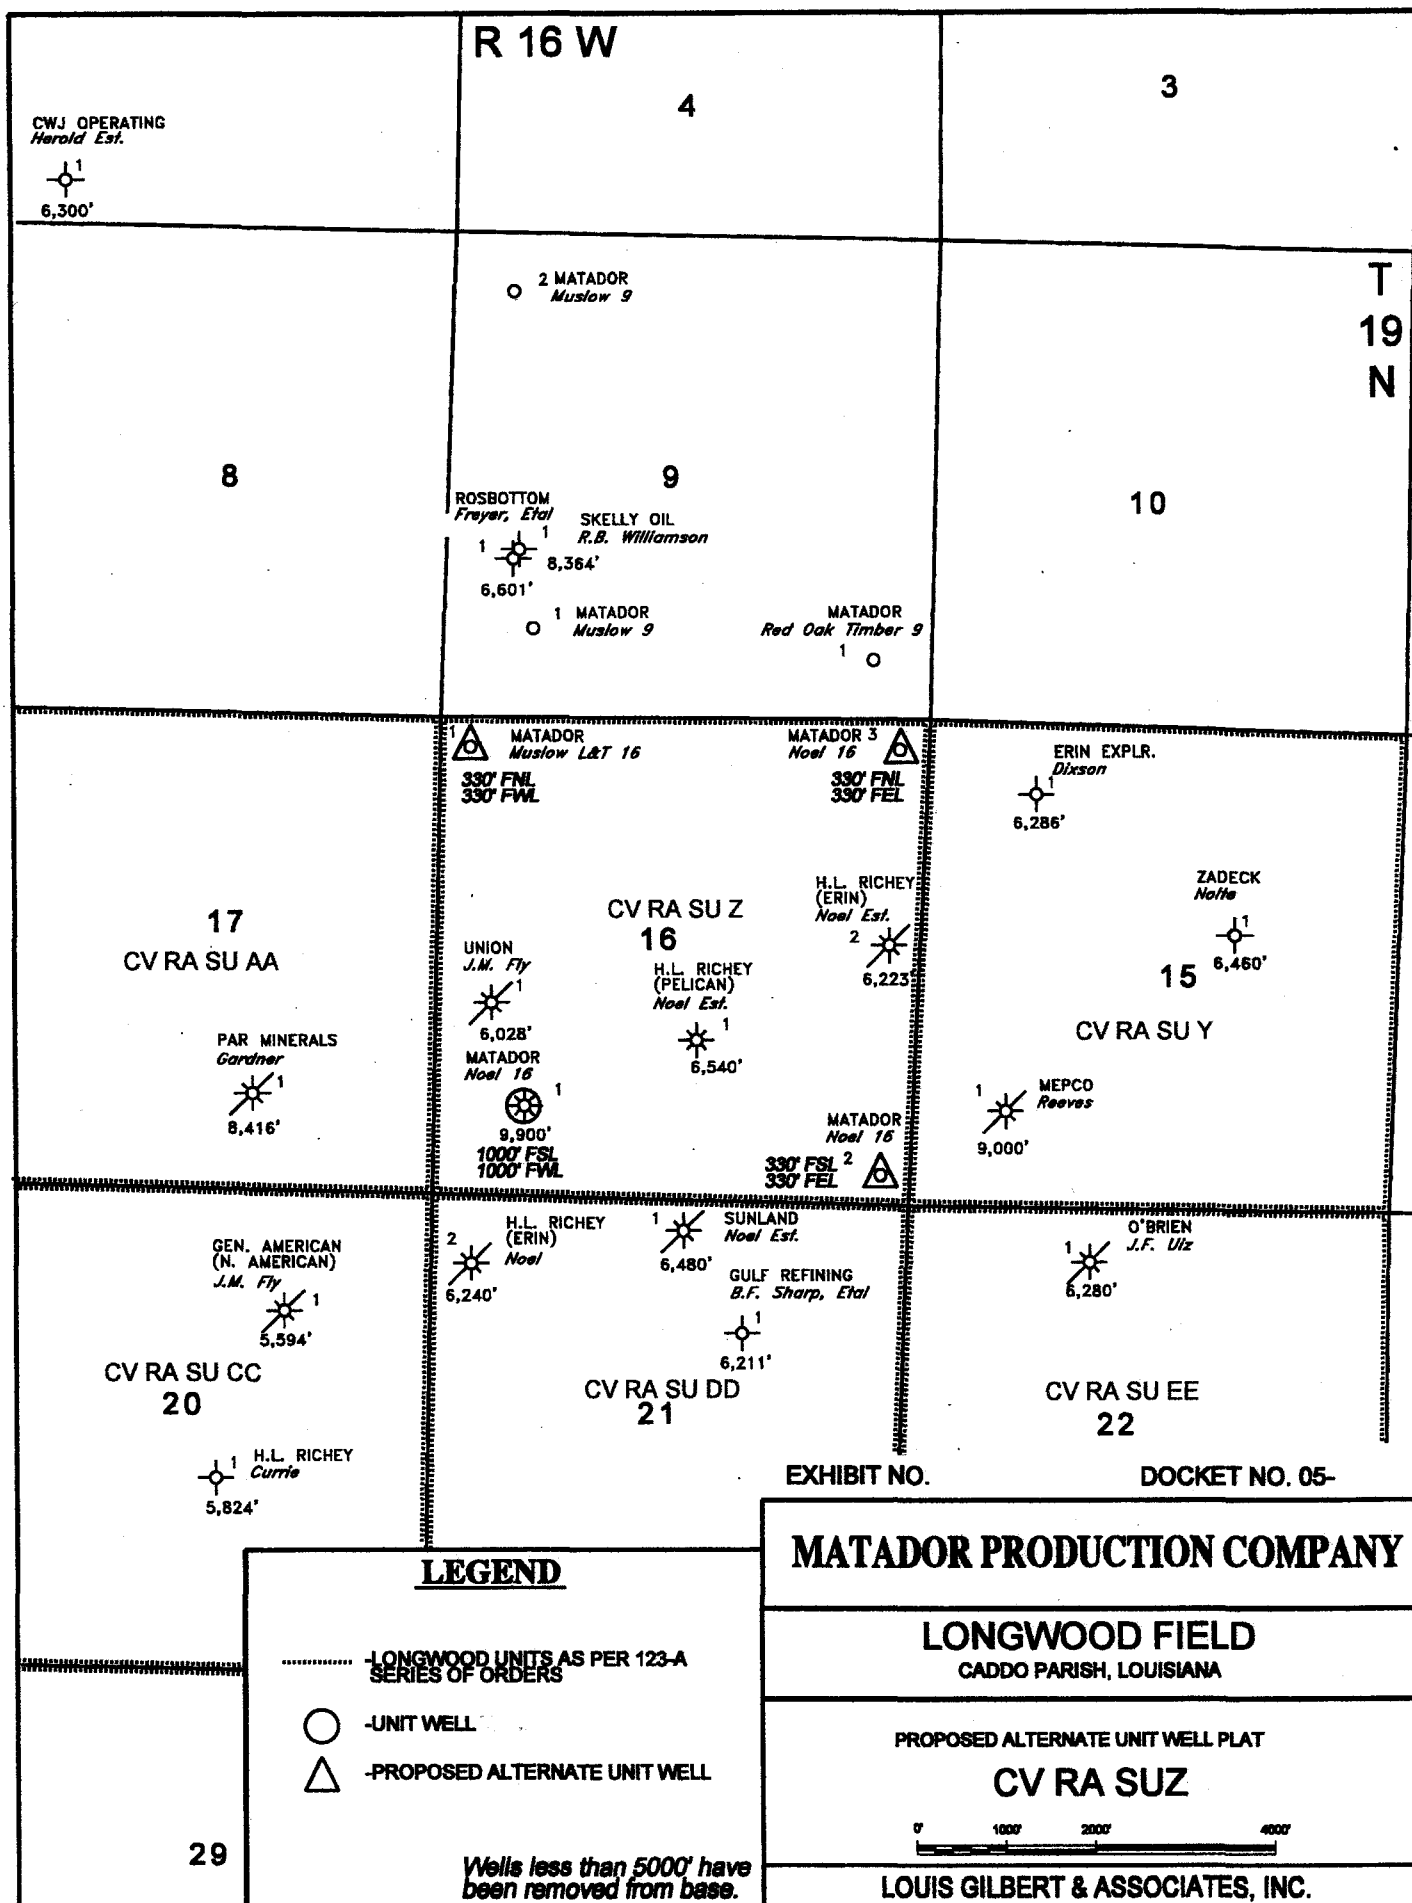 R 16 W
4
3
CWJ OPERATING
Herold Est.
1
6,300'
T
19
N
2 MATADOR
Muslow 9
8
9
10
ROSBOTTOM
Freyer, Etal
SKELLY OIL
R.B. Williamson
1
1
8,364'
6,601'
1 MATADOR
Muslow 9
MATADOR
Red Oak Timber 9
1
1
MATADOR
Muslow L&T 16
330' FNL
330' FWL
MATADOR 3
Noel 16
330' FNL
330' FEL
ERIN EXPLR.
Dixson
1
6,286'
17
CV RA SU AA
CV RA SU Z
16
H.L. RICHEY
(ERIN)
Noel Est.
2
6,223'
ZADECK
Nolte
1
6,460'
15
CV RA SU Y
UNION
J.M. Fly
1
6,028'
H.L. RICHEY
(PELICAN)
Noel Est.
1
6,540'
PAR MINERALS
Gardner
1
8,416'
MATADOR
Noel 16
1
9,900'
1000' FSL
1000' FWL
MATADOR
Noel 16
330' FSL 2
330' FEL
1
MEPCO
Reeves
9,000'
GEN. AMERICAN
(N. AMERICAN)
J.M. Fly
1
5,594'
H.L. RICHEY
(ERIN)
Noel
2
6,240'
1
SUNLAND
Noel Est.
6,480'
GULF REFINING
B.F. Sharp, Etal
1
6,211'
O'BRIEN
J.F. Ulz
1
6,280'
CV RA SU CC
20
CV RA SU DD
21
CV RA SU EE
22
1 H.L. RICHEY
Currie
5,824'
EXHIBIT NO.
DOCKET NO. 05-
LEGEND
-LONGWOOD UNITS AS PER 123-A
SERIES OF ORDERS
-UNIT WELL
-PROPOSED ALTERNATE UNIT WELL
Wells less than 5000' have
been removed from base.
29
MATADOR PRODUCTION COMPANY
LONGWOOD FIELD
CADDO PARISH, LOUISIANA
PROPOSED ALTERNATE UNIT WELL PLAT
CV RA SUZ
0' 1000' 2000' 4000'
LOUIS GILBERT & ASSOCIATES, INC.